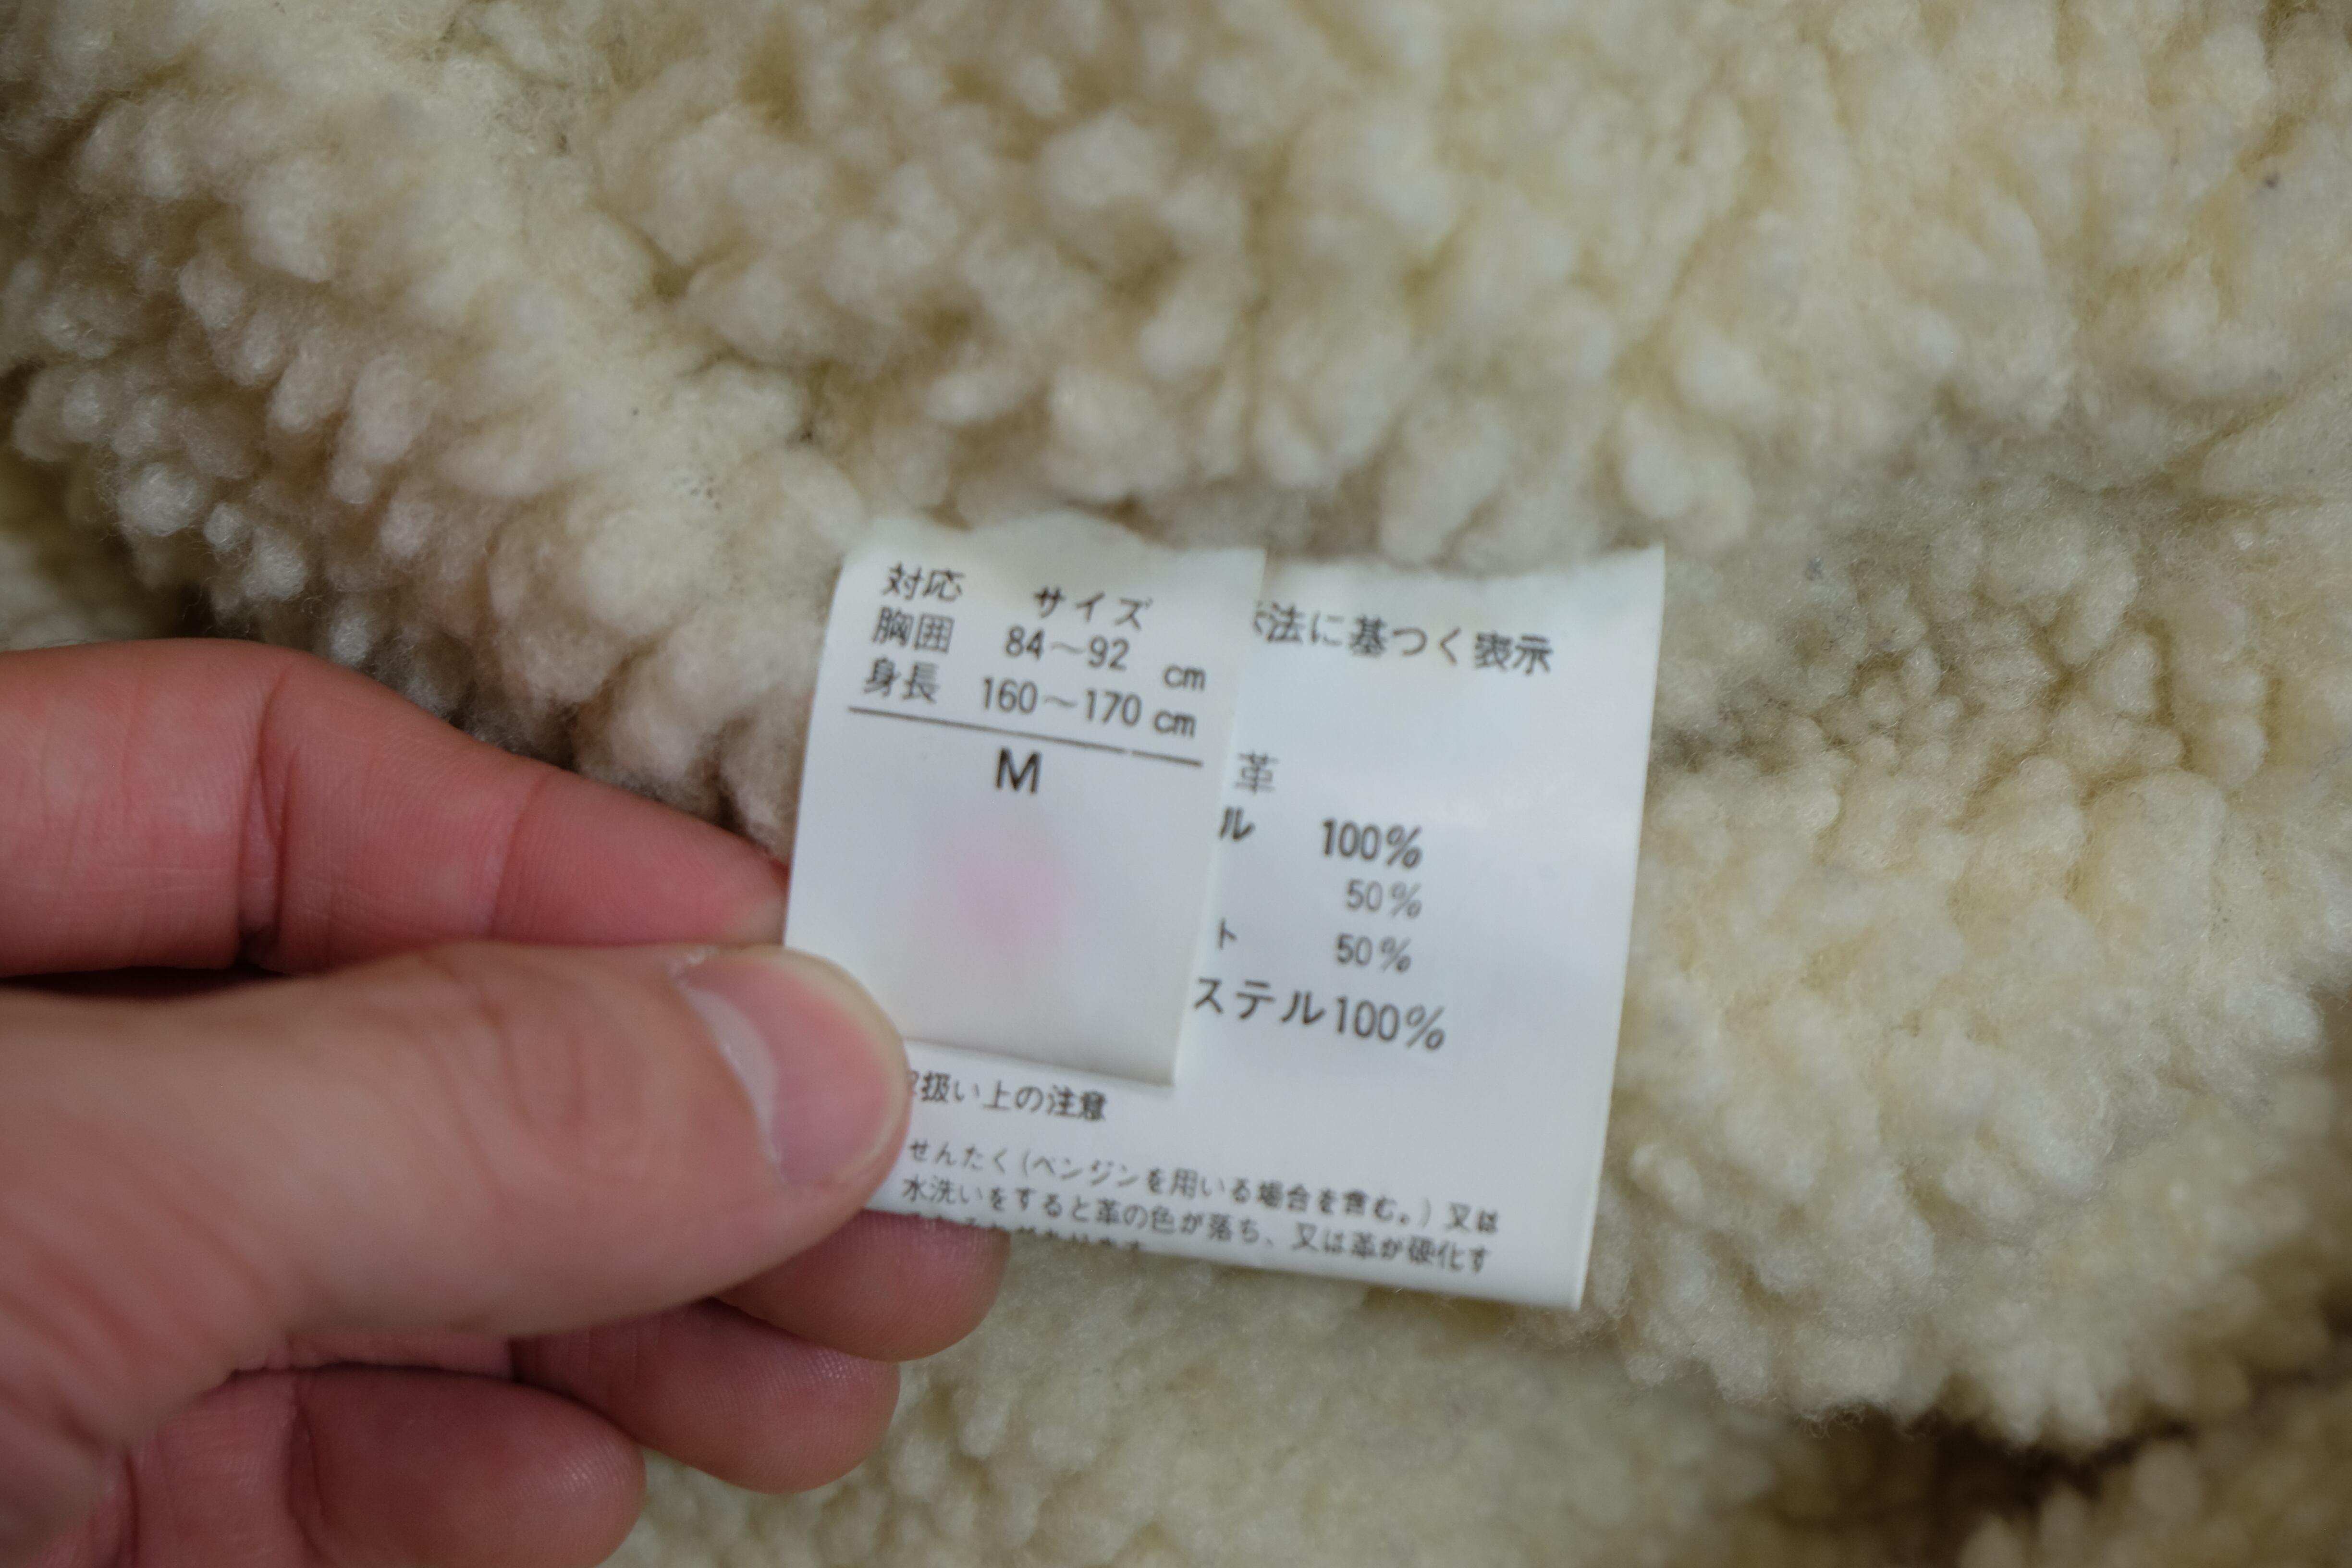 対応 サイズ
胸囲 84～92 cm
身長 160～170 cm
M
法に基つく表示
革
ル 100%
50%
ト 50%
ステル100%
扱い上の注意
せんたく(ベンジンを用いる場合を含む。)又は
水洗いをすると革の色が落ち、又は革が硬化す